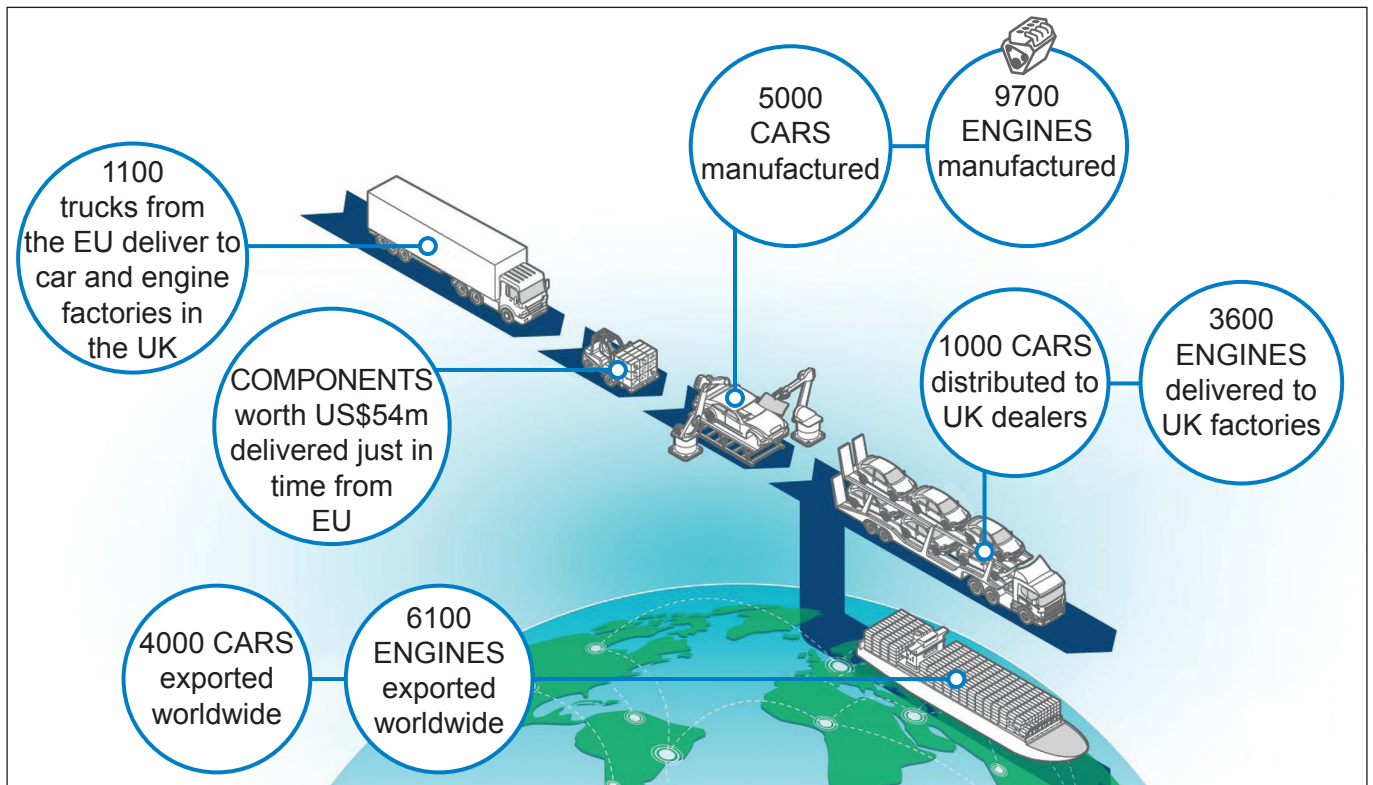 5000
CARS
manufactured
9700
ENGINES
manufactured
1100
trucks from
the EU deliver to
car and engine
factories in
the UK
COMPONENTS
worth US$54m
delivered just in
time from
EU
1000 CARS
distributed to
UK dealers
3600
ENGINES
delivered to
UK factories
4000 CARS
exported
worldwide
6100
ENGINES
exported
worldwide